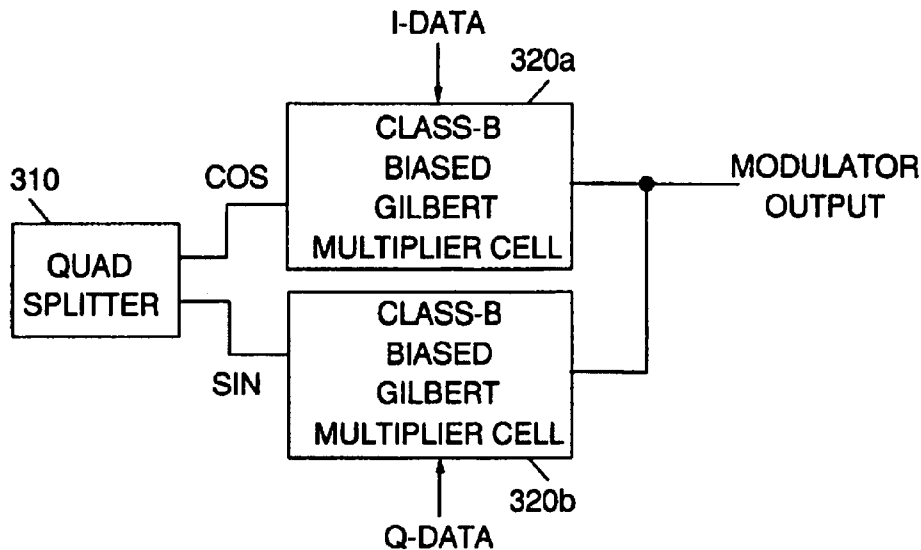 I-DATA
320a
CLASS-B
BIASED
GILBERT
MULTIPLIER CELL
310
COS
QUAD
SPLITTER
SIN
MODULATOR
OUTPUT
CLASS-B
BIASED
GILBERT
MULTIPLIER CELL
320b
Q-DATA